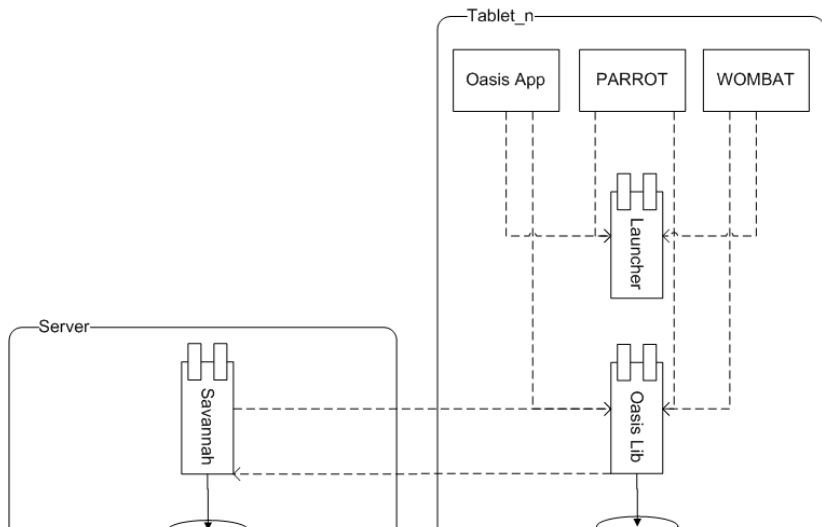 Tablet_n
Oasis App
PARROT
WOMBAT
Launcher
Server
Savannah
Oasis Lib